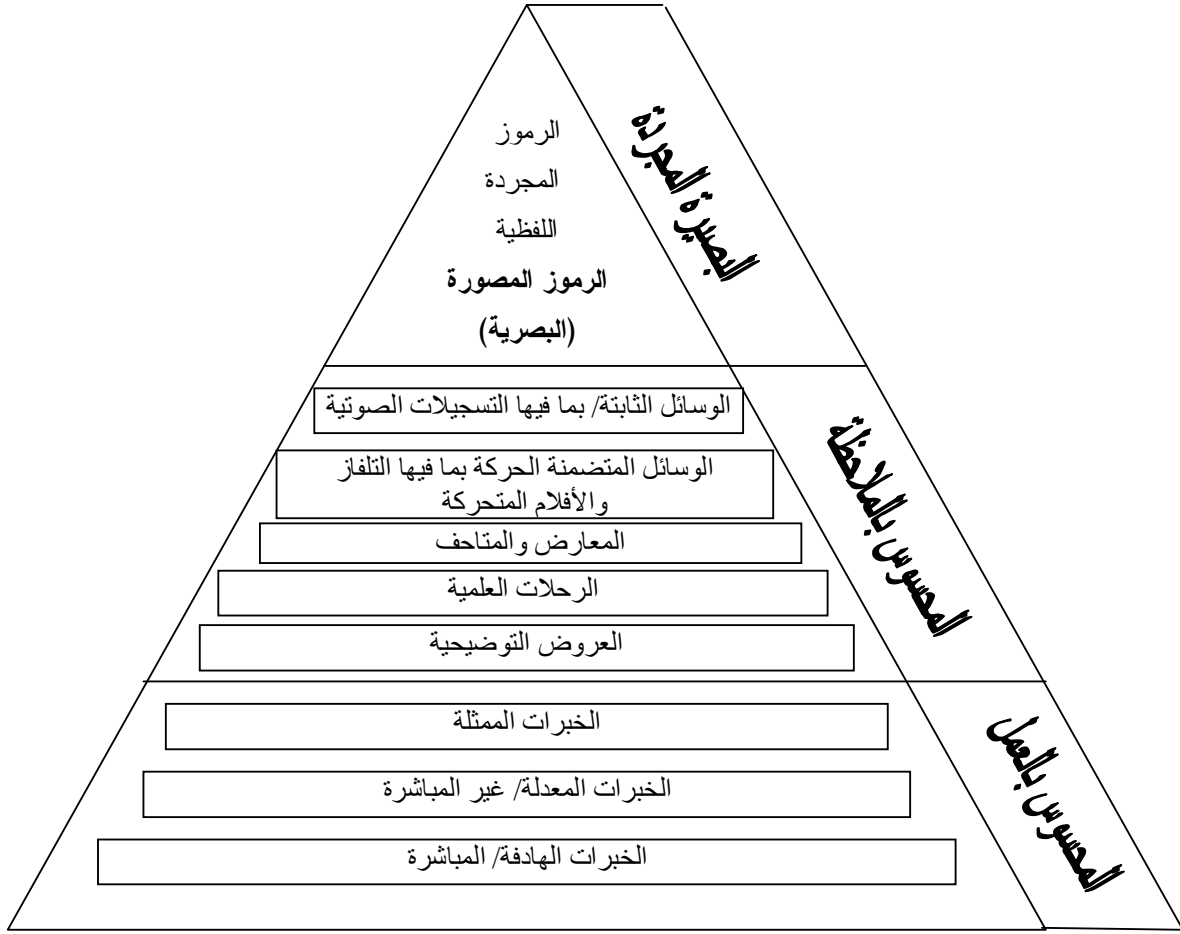 الرموز
المجردة
اللفظية
الرموز المصورة
(البصرية)
البصيرة المجردة
الوسائل الثابتة/ بما فيها التسجيلات الصوتية
الوسائل المتضمنة الحركة بما فيها التلفاز
والأفلام المتحركة
المعارض والمتاحف
الرحلات العلمية
العروض التوضيحية
المحسوس بالملاحظة
الخبرات الممثلة
الخبرات المعدلة/ غير المباشرة
الخبرات الهادفة/ المباشرة
المحسوس بالعمل